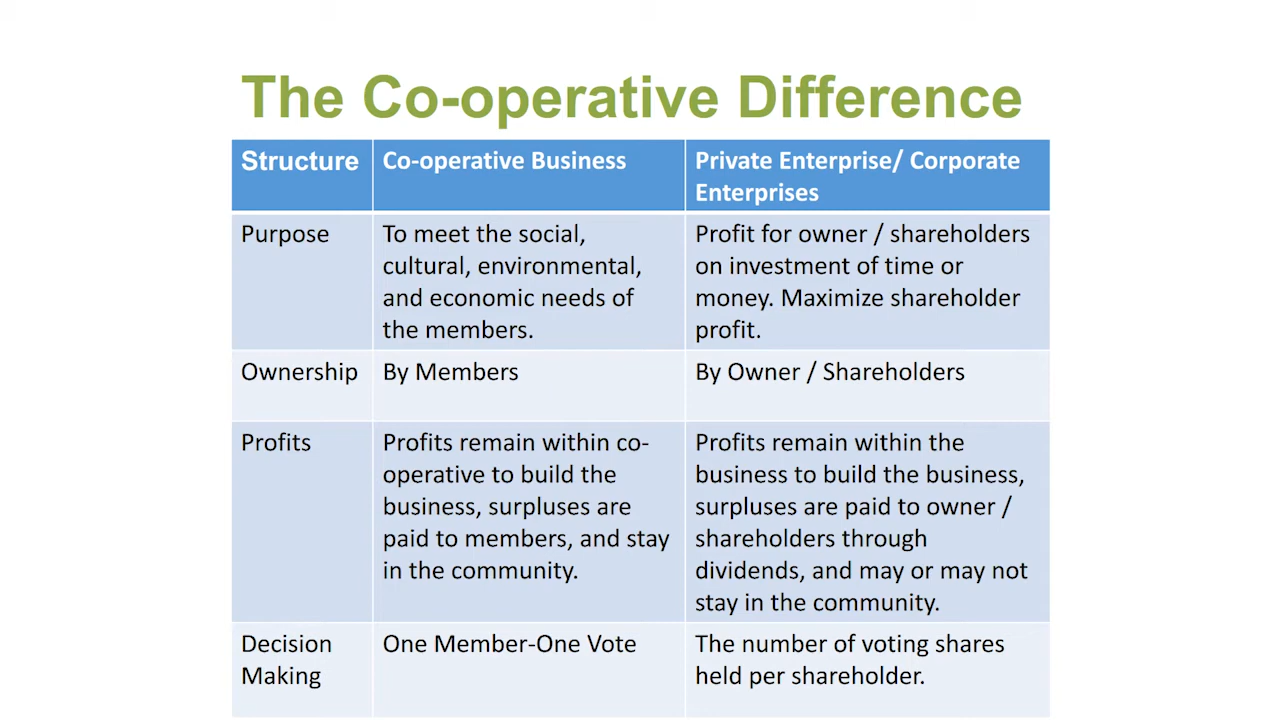 The Co-operative Difference
Structure
Co-operative Business
Private Enterprise/ Corporate
Enterprises
Purpose
To meet the social,
cultural, environmental,
and economic needs of
the members.
Profit for owner / shareholders
on investment of time or
money. Maximize shareholder
profit.
Ownership
By Members
By Owner / Shareholders
Profits
Profits remain within co-
operative to build the
business, surpluses are
paid to members, and stay
in the community.
Profits remain within the
business to build the business,
surpluses are paid to owner /
shareholders through
dividends, and may or may not
stay in the community.
Decision
Making
One Member-One Vote
The number of voting shares
held per shareholder.